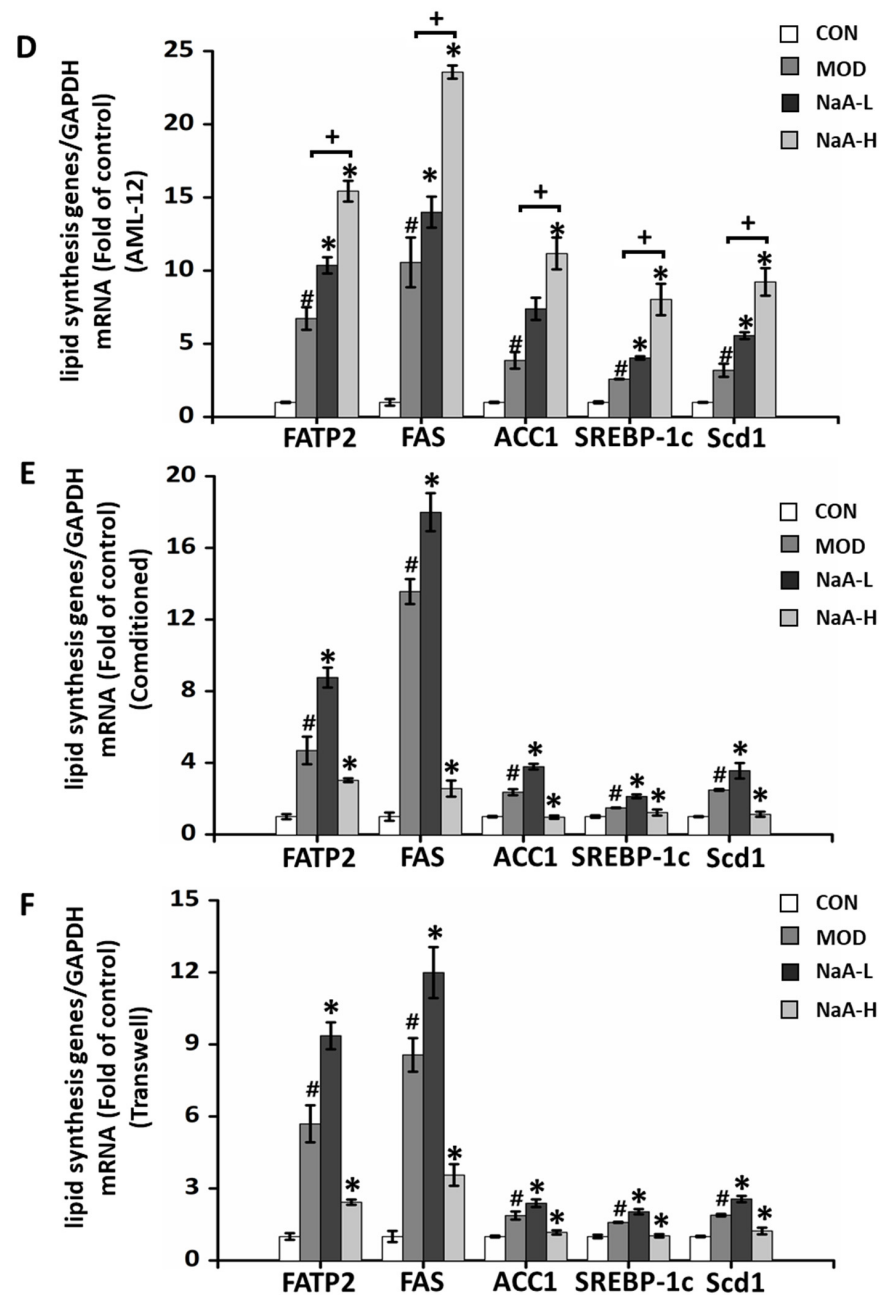 D
lipid synthesis genes/GAPDH
mRNA (Fold of control)
(AML-12)
25
20
15
10
5
0
+
+
+
+
+
# * *
# * *
# *
# * *
# * *
FATP2 FAS ACC1 SREBP-1c Scd1
CON
MOD
NaA-L
NaA-H
E
lipid synthesis genes/GAPDH
mRNA (Fold of control)
(Comditioned)
20
16
12
8
4
0
# * *
# * *
# * *
# * *
# * *
FATP2 FAS ACC1 SREBP-1c Scd1
CON
MOD
NaA-L
NaA-H
F
lipid synthesis genes/GAPDH
mRNA (Fold of control)
(Transwell)
15
12
9
6
3
0
# * *
# * *
# * *
# * *
# * *
FATP2 FAS ACC1 SREBP-1c Scd1
CON
MOD
NaA-L
NaA-H